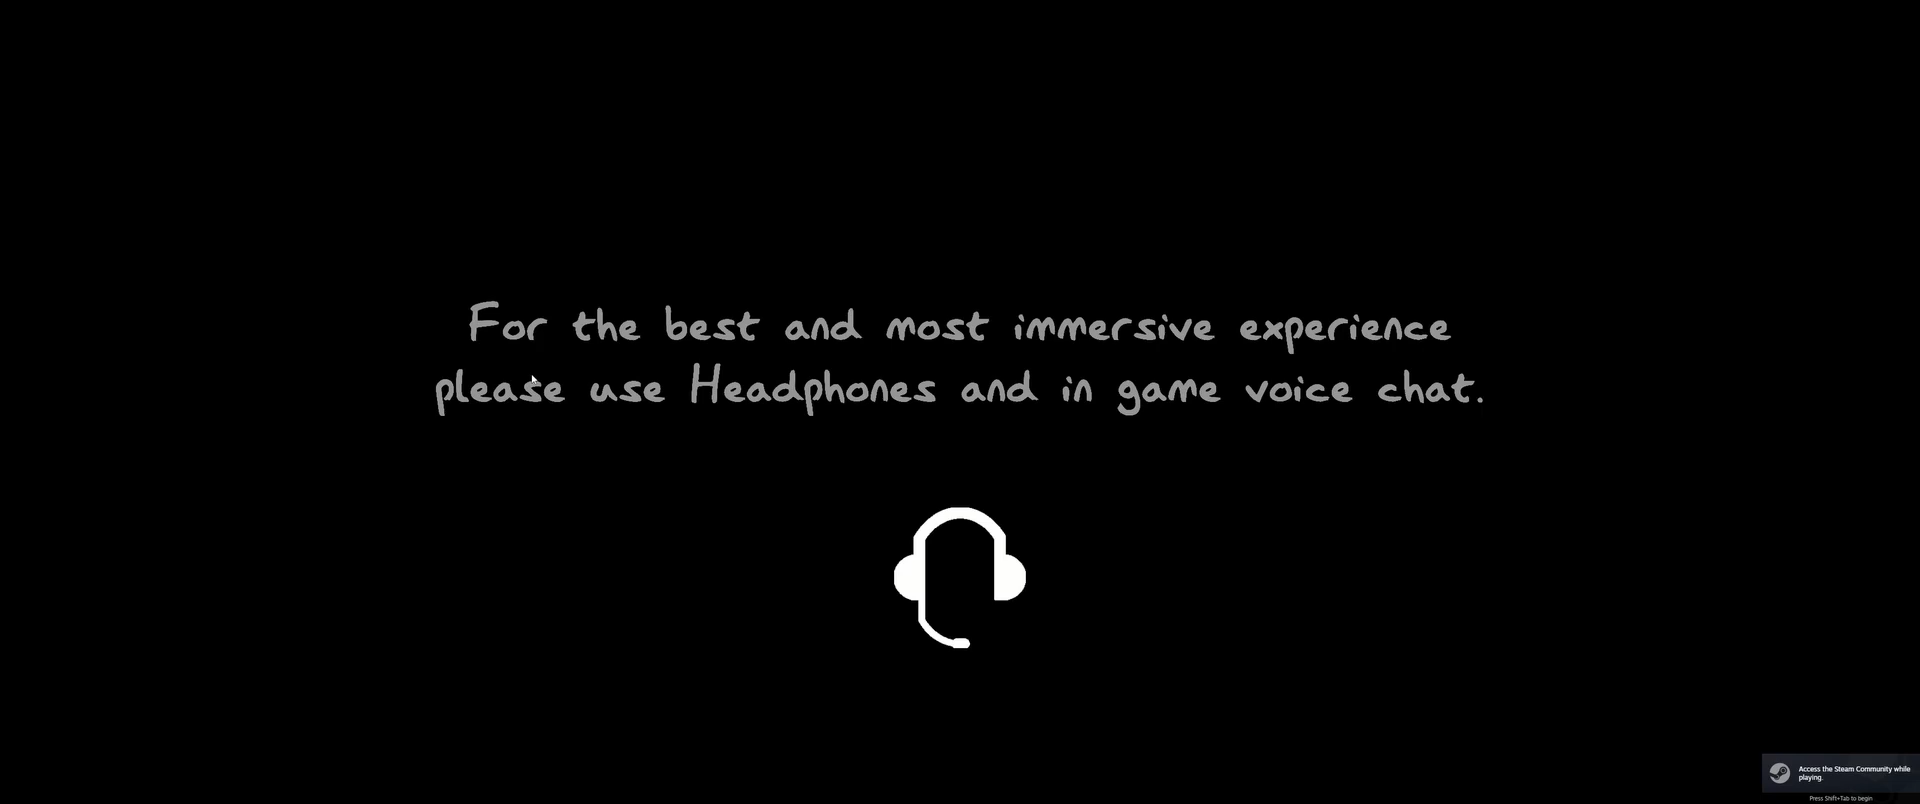 For the best and most immersive experience
please use Headphones and in game voice chat.
Access the Steam Community while
playing.
Press Shift+Tab to begin